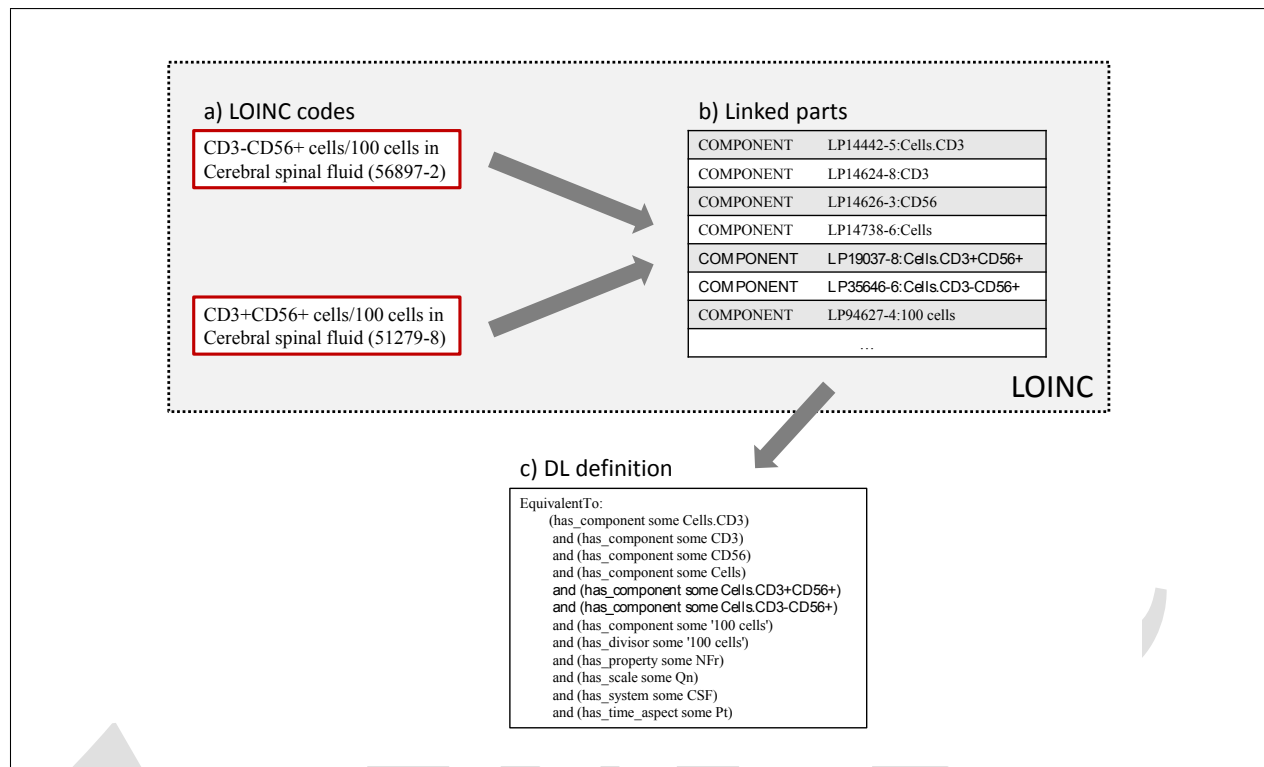 a) LOINC codes
CD3-CD56+ cells/100 cells in
Cerebral spinal fluid (56897-2)
CD3+CD56+ cells/100 cells in
Cerebral spinal fluid (51279-8)
b) Linked parts
COMPONENT LP14442-5:Cells.CD3
COMPONENT LP14624-8:CD3
COMPONENT LP14626-3:CD56
COMPONENT LP14738-6:Cells
COMPONENT LP19037-8:Cells.CD3+CD56+
COMPONENT LP35646-6:Cells.CD3-CD56+
COMPONENT LP94627-4:100 cells
…
LOINC
c) DL definition
EquivalentTo:
(has_component some Cells.CD3)
and (has_component some CD3)
and (has_component some CD56)
and (has_component some Cells)
and (has_component some Cells.CD3+CD56+)
and (has_component some Cells.CD3-CD56+)
and (has_component some '100 cells')
and (has_divisor some '100 cells')
and (has_property some NFr)
and (has_scale some Qn)
and (has_system some CSF)
and (has_time_aspect some Pt)